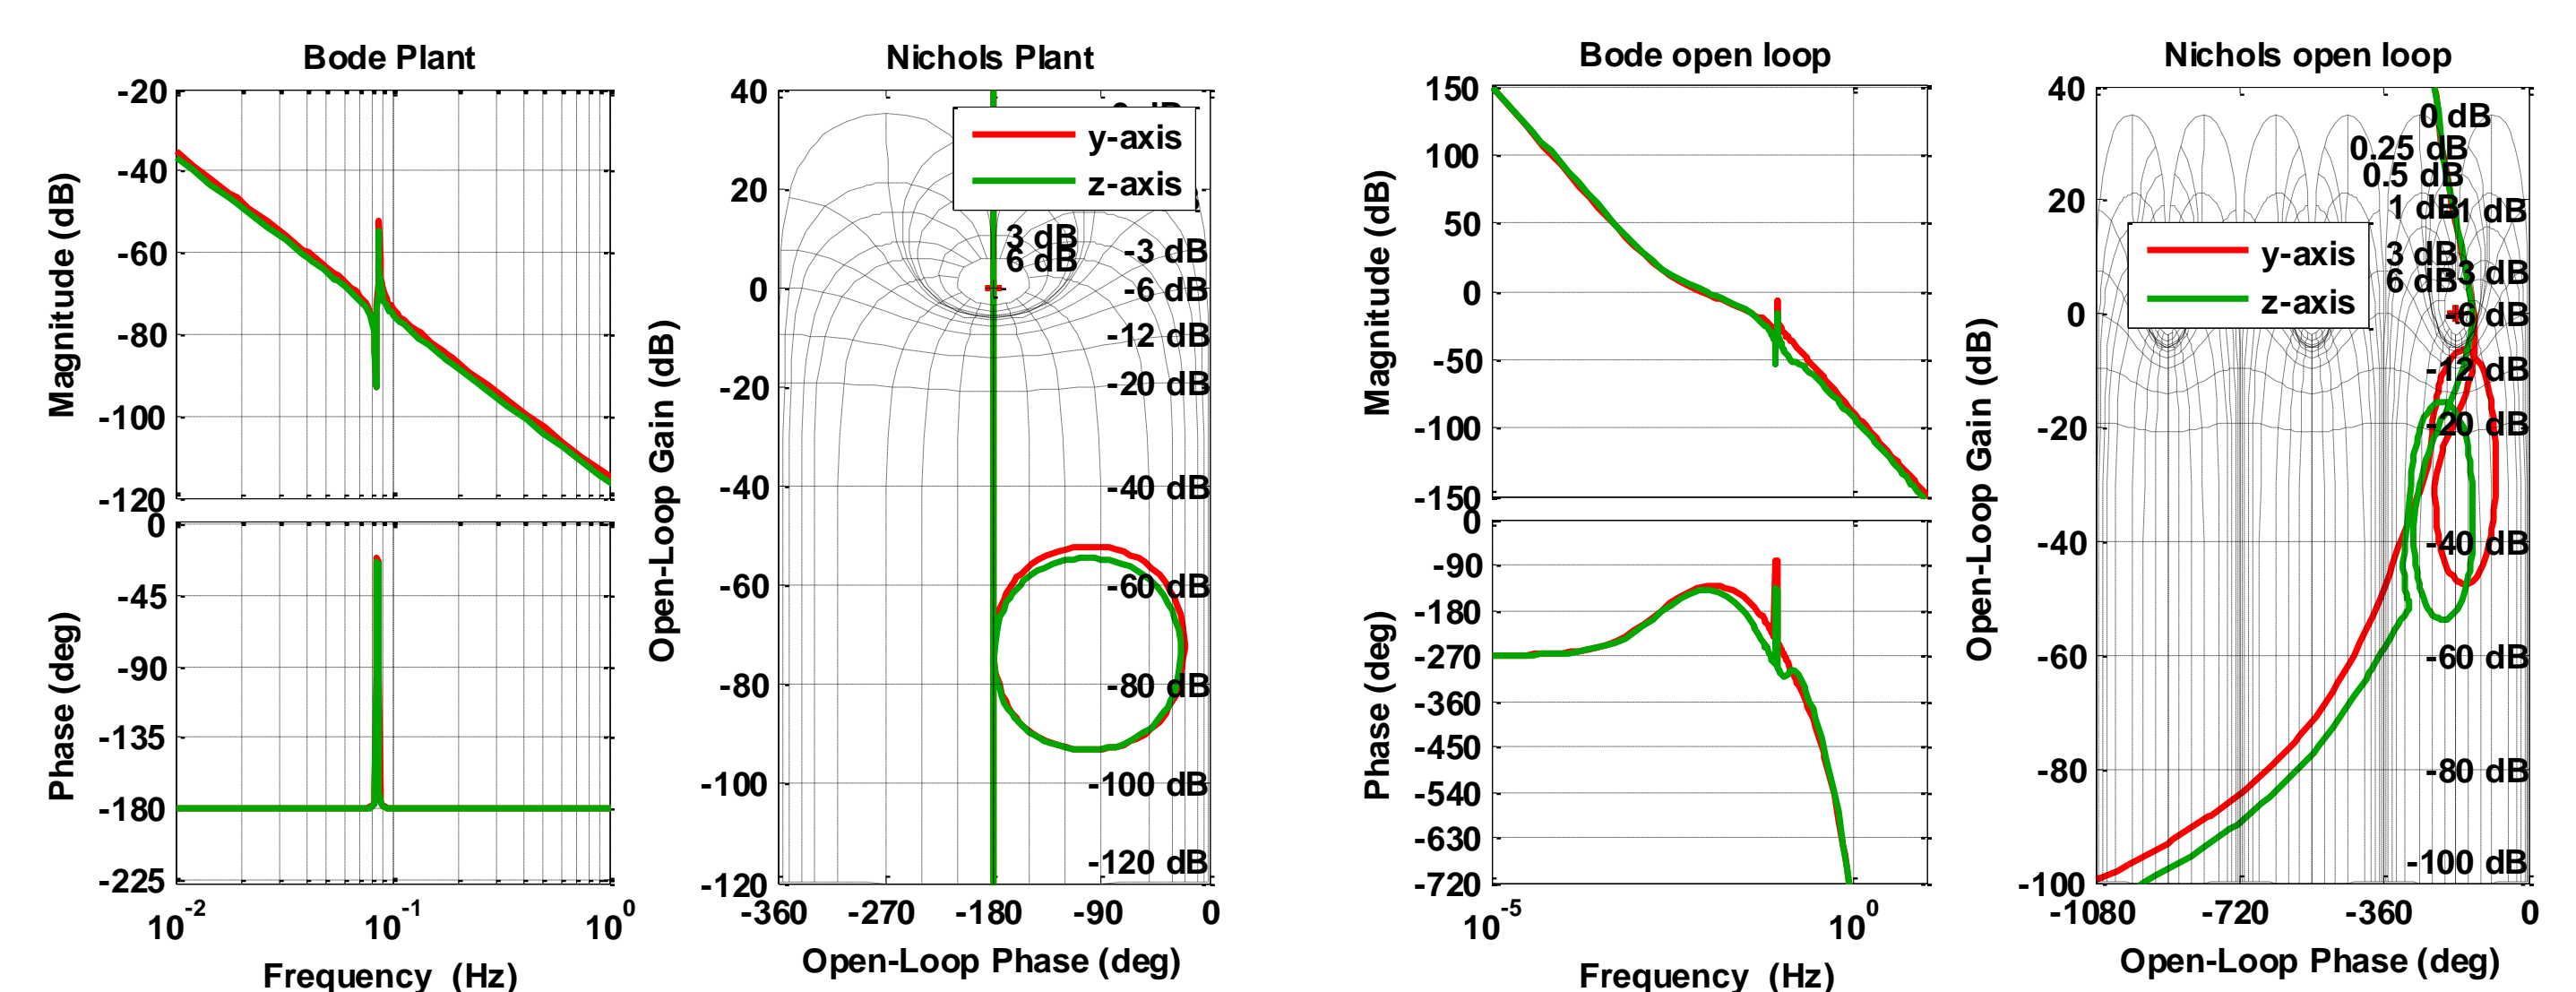 Bode Plant
Magnitude (dB)
-20
-40
-60
-80
-100
-120
Phase (deg)
0
-45
-90
-135
-180
-225
10-2
10-1
100
Frequency (Hz)
Nichols Plant
Open-Loop Gain (dB)
40
20
0
-20
-40
-60
-80
-100
-120
y-axis
z-axis
3 dB
6 dB
-3 dB
-6 dB
-12 dB
-20 dB
-40 dB
-60 dB
-80 dB
-100 dB
-120 dB
-360
-270
-180
-90
0
Open-Loop Phase (deg)
Bode open loop
Magnitude (dB)
150
100
50
0
-50
-100
-150
Phase (deg)
0
-90
-180
-270
-360
-450
-540
-630
-720
10-5
100
Frequency (Hz)
Nichols open loop
Open-Loop Gain (dB)
40
20
0
-20
-40
-60
-80
-100
0 dB
0.25 dB
0.5 dB
1 dB
-1 dB
y-axis
z-axis
3 dB
6 dB
-3 dB
-6 dB
-12 dB
-20 dB
-40 dB
-60 dB
-80 dB
-100 dB
-1080
-720
-360
0
Open-Loop Phase (deg)